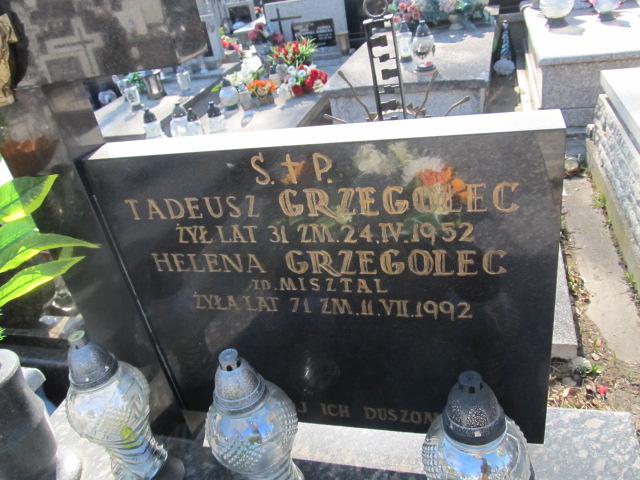 Ś. † P.
TADEUSZ GRZEGOLEC
ŻYŁ LAT 31 ZM. 24.IV.1952
HELENA GRZEGOLEC
ZD. MISZTAL
ŻYŁA LAT 71 ZM. 11.VII.1992
ICH DUSZOM